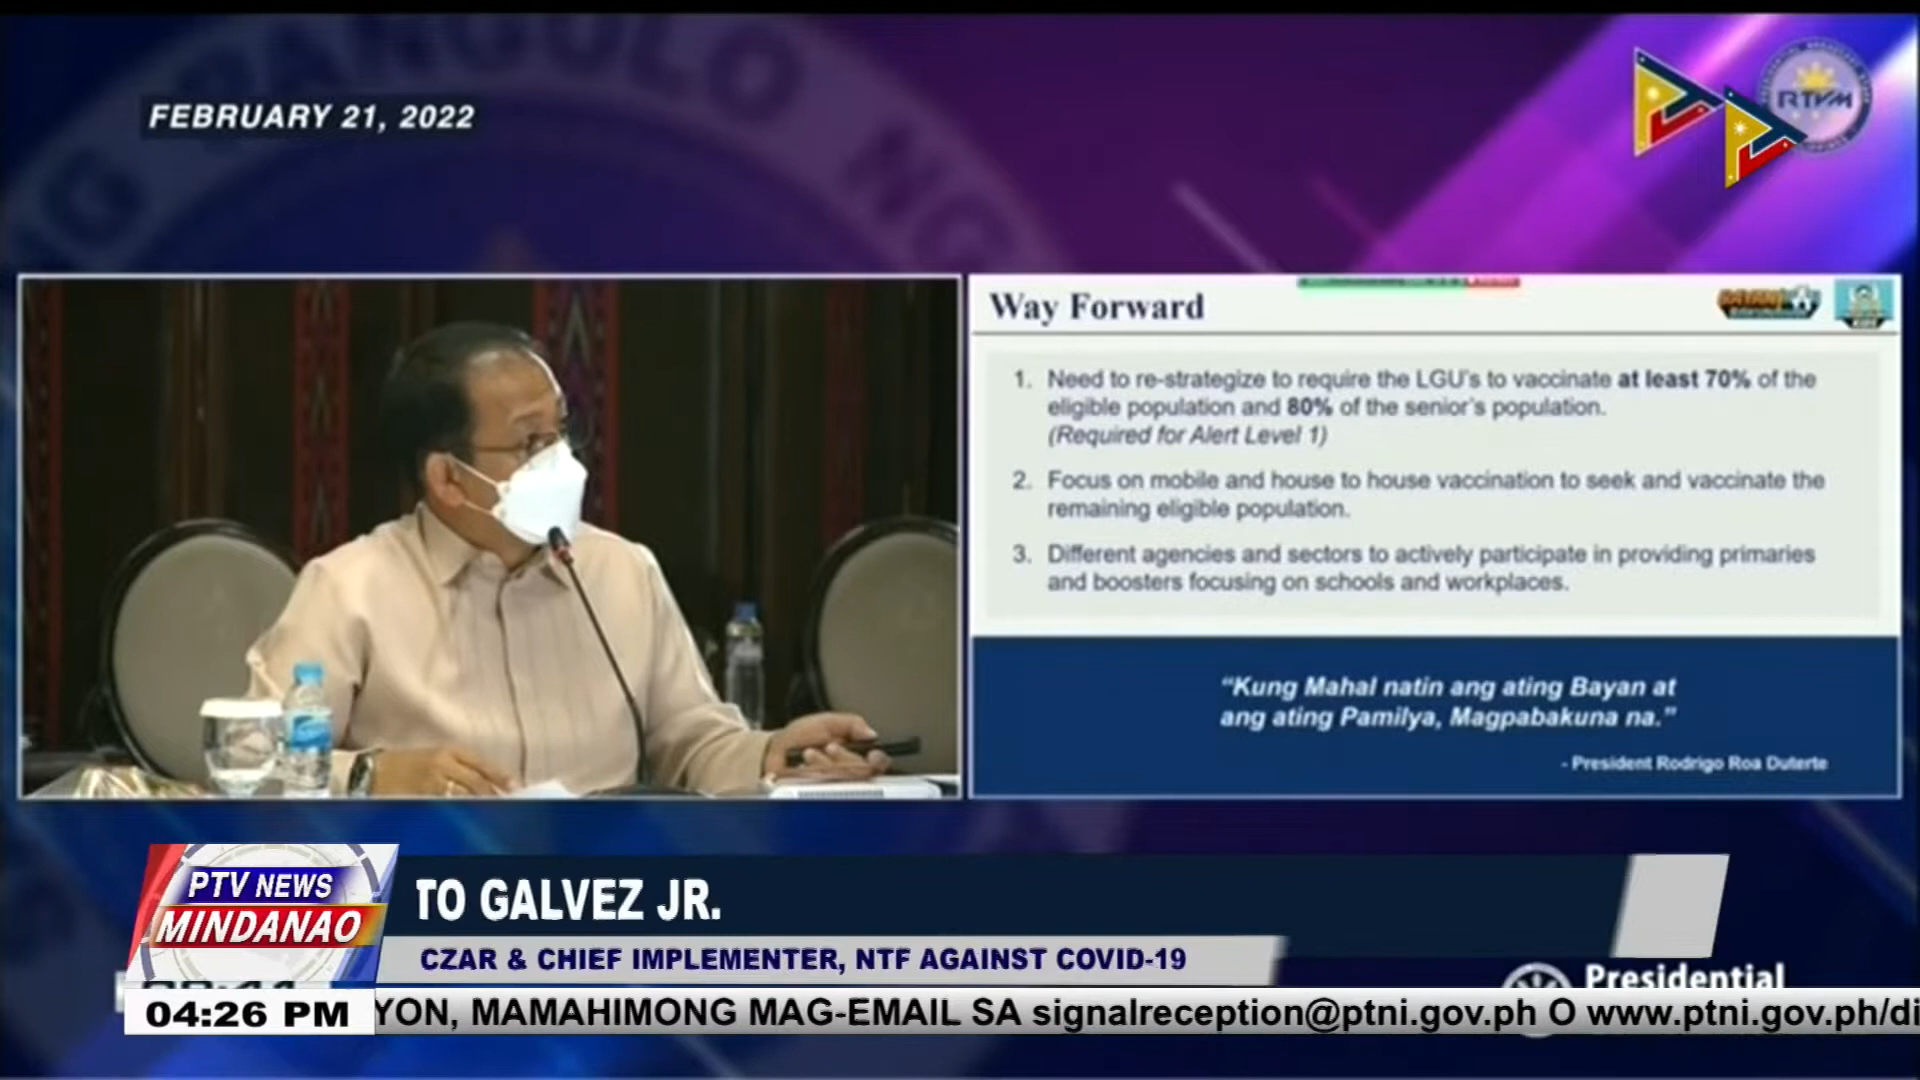 ANG PANGULO NG
FEBRUARY 21, 2022
RTVM
Way Forward
1. Need to re-strategize to require the LGU's to vaccinate at least 70% of the
eligible population and 80% of the senior's population.
(Required for Alert Level 1)
2. Focus on mobile and house to house vaccination to seek and vaccinate the
remaining eligible population.
3. Different agencies and sectors to actively participate in providing primaries
and boosters focusing on schools and workplaces.
“Kung Mahal natin ang ating Bayan at
ang ating Pamilya, Magpabakuna na.”
- President Rodrigo Roa Duterte
PTV NEWS
MINDANAO
TO GALVEZ JR.
CZAR & CHIEF IMPLEMENTER, NTF AGAINST COVID-19
Presidential
04:26 PM
YON, MAMAHIMONG MAG-EMAIL SA signalreception@ptni.gov.ph O www.ptni.gov.ph/di